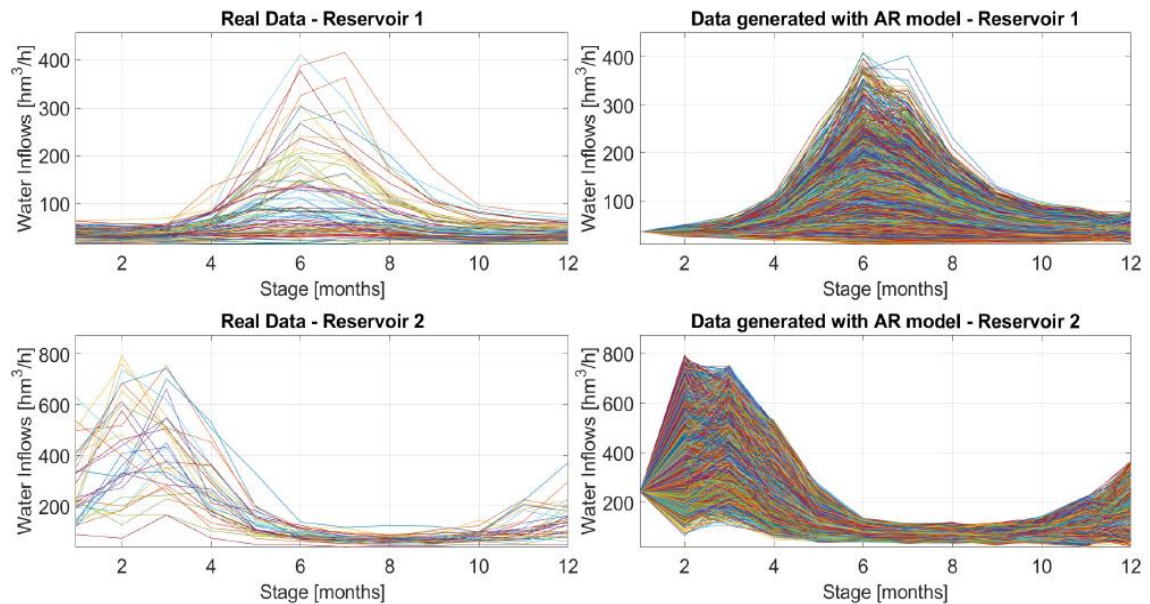 Real Data - Reservoir 1
Water Inflows [hm³/h]
400
300
200
100
2 4 6 8 10 12
Stage [months]
Data generated with AR model - Reservoir 1
Water Inflows [hm³/h]
400
300
200
100
2 4 6 8 10 12
Stage [months]
Real Data - Reservoir 2
Water Inflows [hm³/h]
800
600
400
200
2 4 6 8 10 12
Stage [months]
Data generated with AR model - Reservoir 2
Water Inflows [hm³/h]
800
600
400
200
2 4 6 8 10 12
Stage [months]